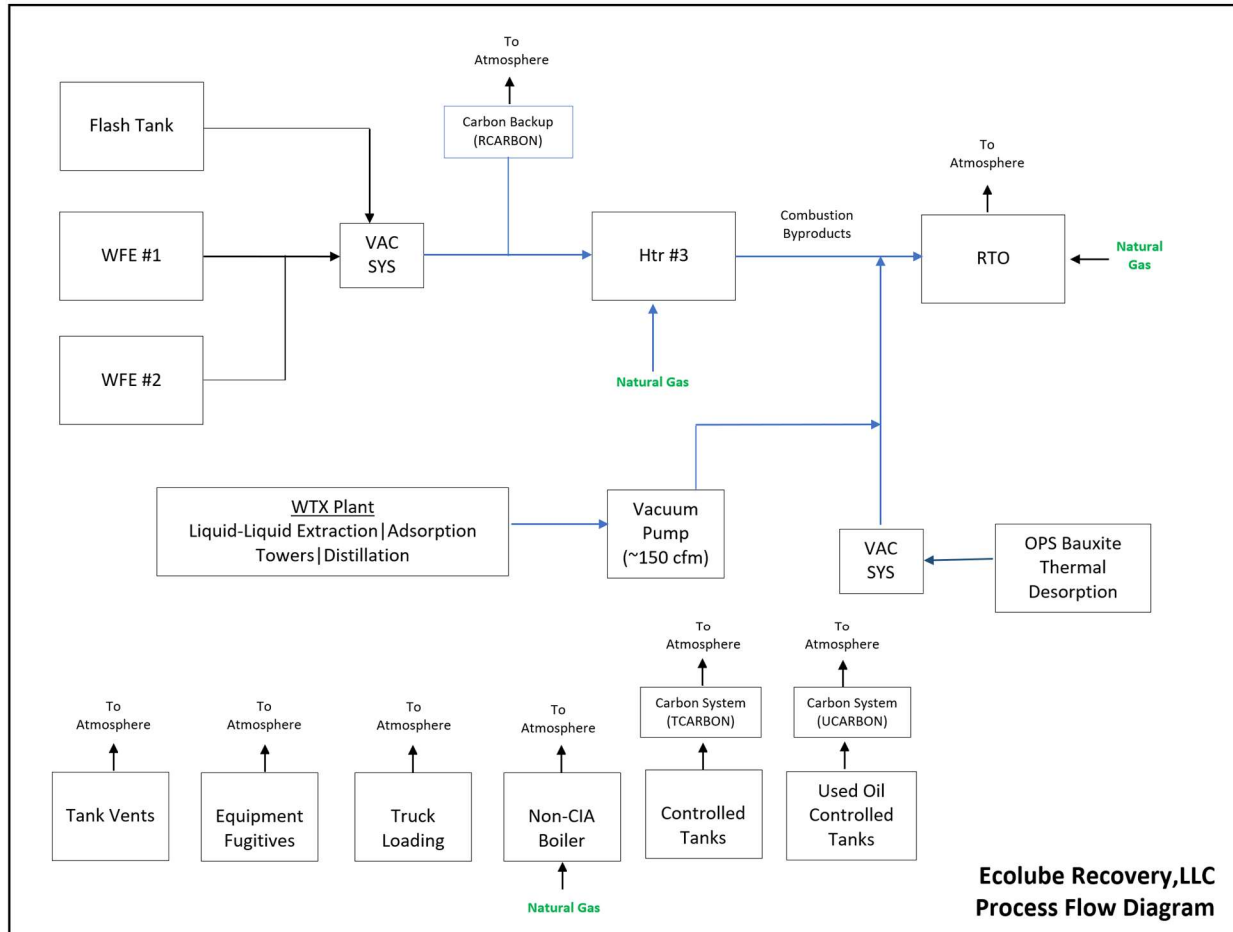 To
Atmosphere
Flash Tank
Carbon Backup
(RCARBON)
To
Atmosphere
WFE #1
VAC
SYS
Htr #3
Combustion
Byproducts
RTO
Natural
Gas
WFE #2
Natural Gas
WTX Plant
Liquid-Liquid Extraction|Adsorption
Towers|Distillation
Vacuum
Pump
(~150 cfm)
VAC
SYS
OPS Bauxite
Thermal
Desorption
To
Atmosphere
To
Atmosphere
Carbon System
(TCARBON)
Carbon System
(UCARBON)
To
Atmosphere
To
Atmosphere
To
Atmosphere
To
Atmosphere
Tank Vents
Equipment
Fugitives
Truck
Loading
Non-CIA
Boiler
Controlled
Tanks
Used Oil
Controlled
Tanks
Natural Gas
Ecolube Recovery,LLC
Process Flow Diagram